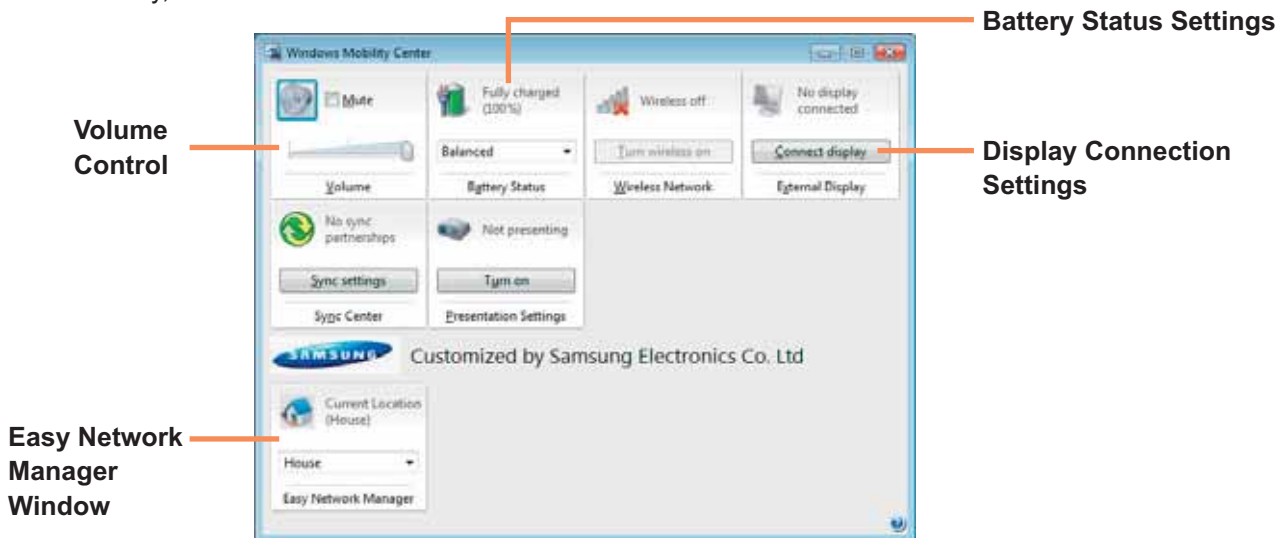 Battery Status Settings
Windows Mobility Center
Mute
Fully charged
(100%)
Wireless off
No display
connected
Volume
Control
Balanced
Turn wireless on
Connect display
Display Connection
Settings
Volume
Battery Status
Wireless Network
External Display
No sync
partnerships
Not presenting
Sync settings
Turn on
Sync Center
Presentation Settings
SAMSUNG
Customized by Samsung Electronics Co. Ltd
Current Location
(House)
Easy Network
Manager
Window
House
Easy Network Manager